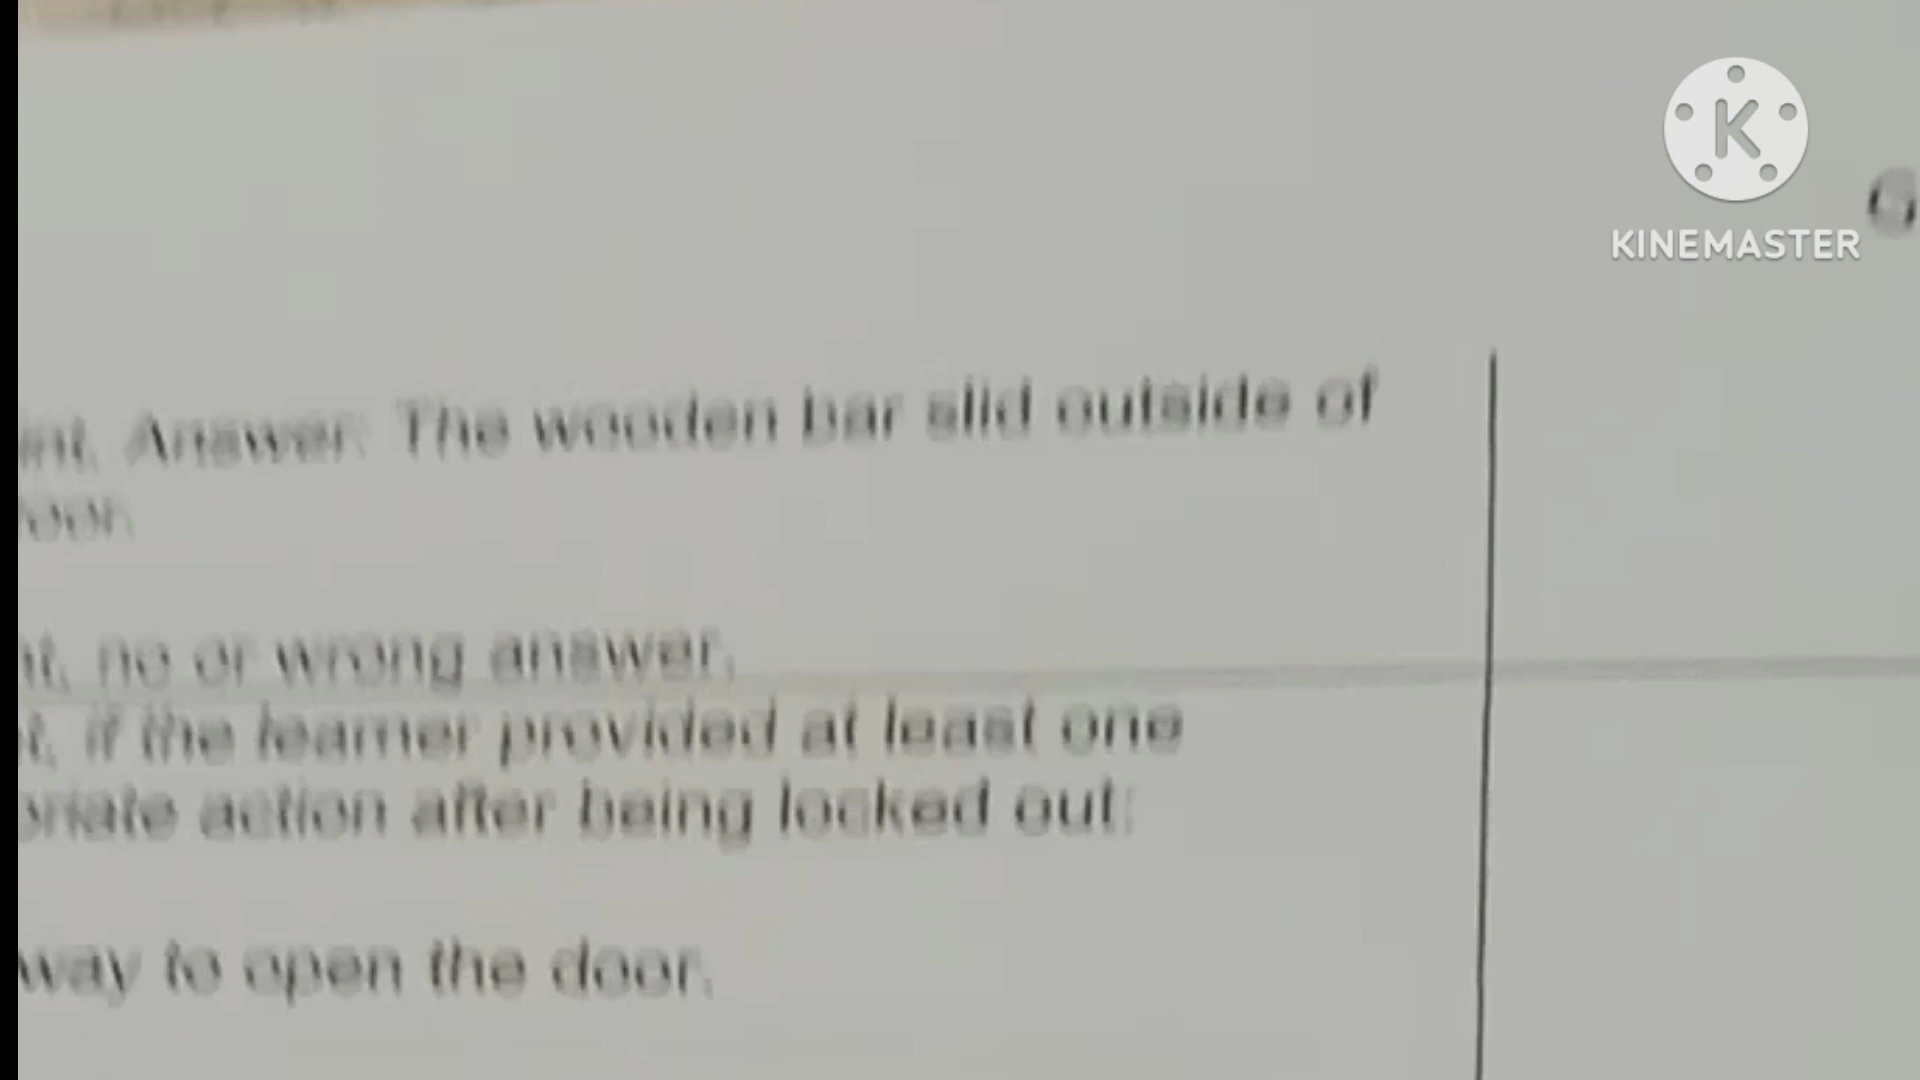 KINEMASTER
Answer: The wooden bar slid outside of
no or wrong answer.
if the learner provided at least one
action after being locked out:
way to open the door.